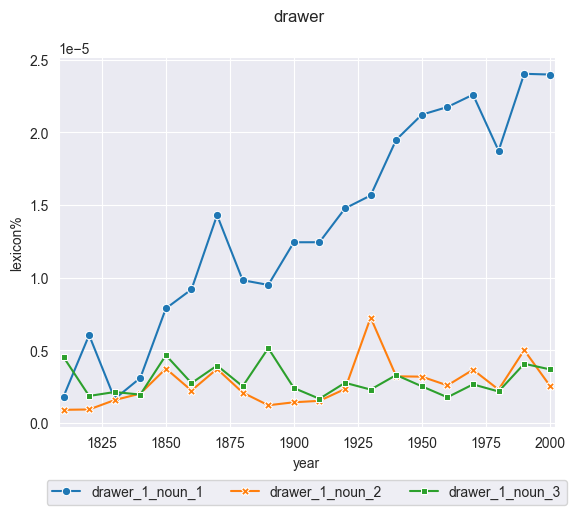 drawer
1e−5
2.5
2.0
1.5
1.0
0.5
0.0
lexicon%
1825 1850 1875 1900 1925 1950 1975 2000
year
drawer_1_noun_1 drawer_1_noun_2 drawer_1_noun_3